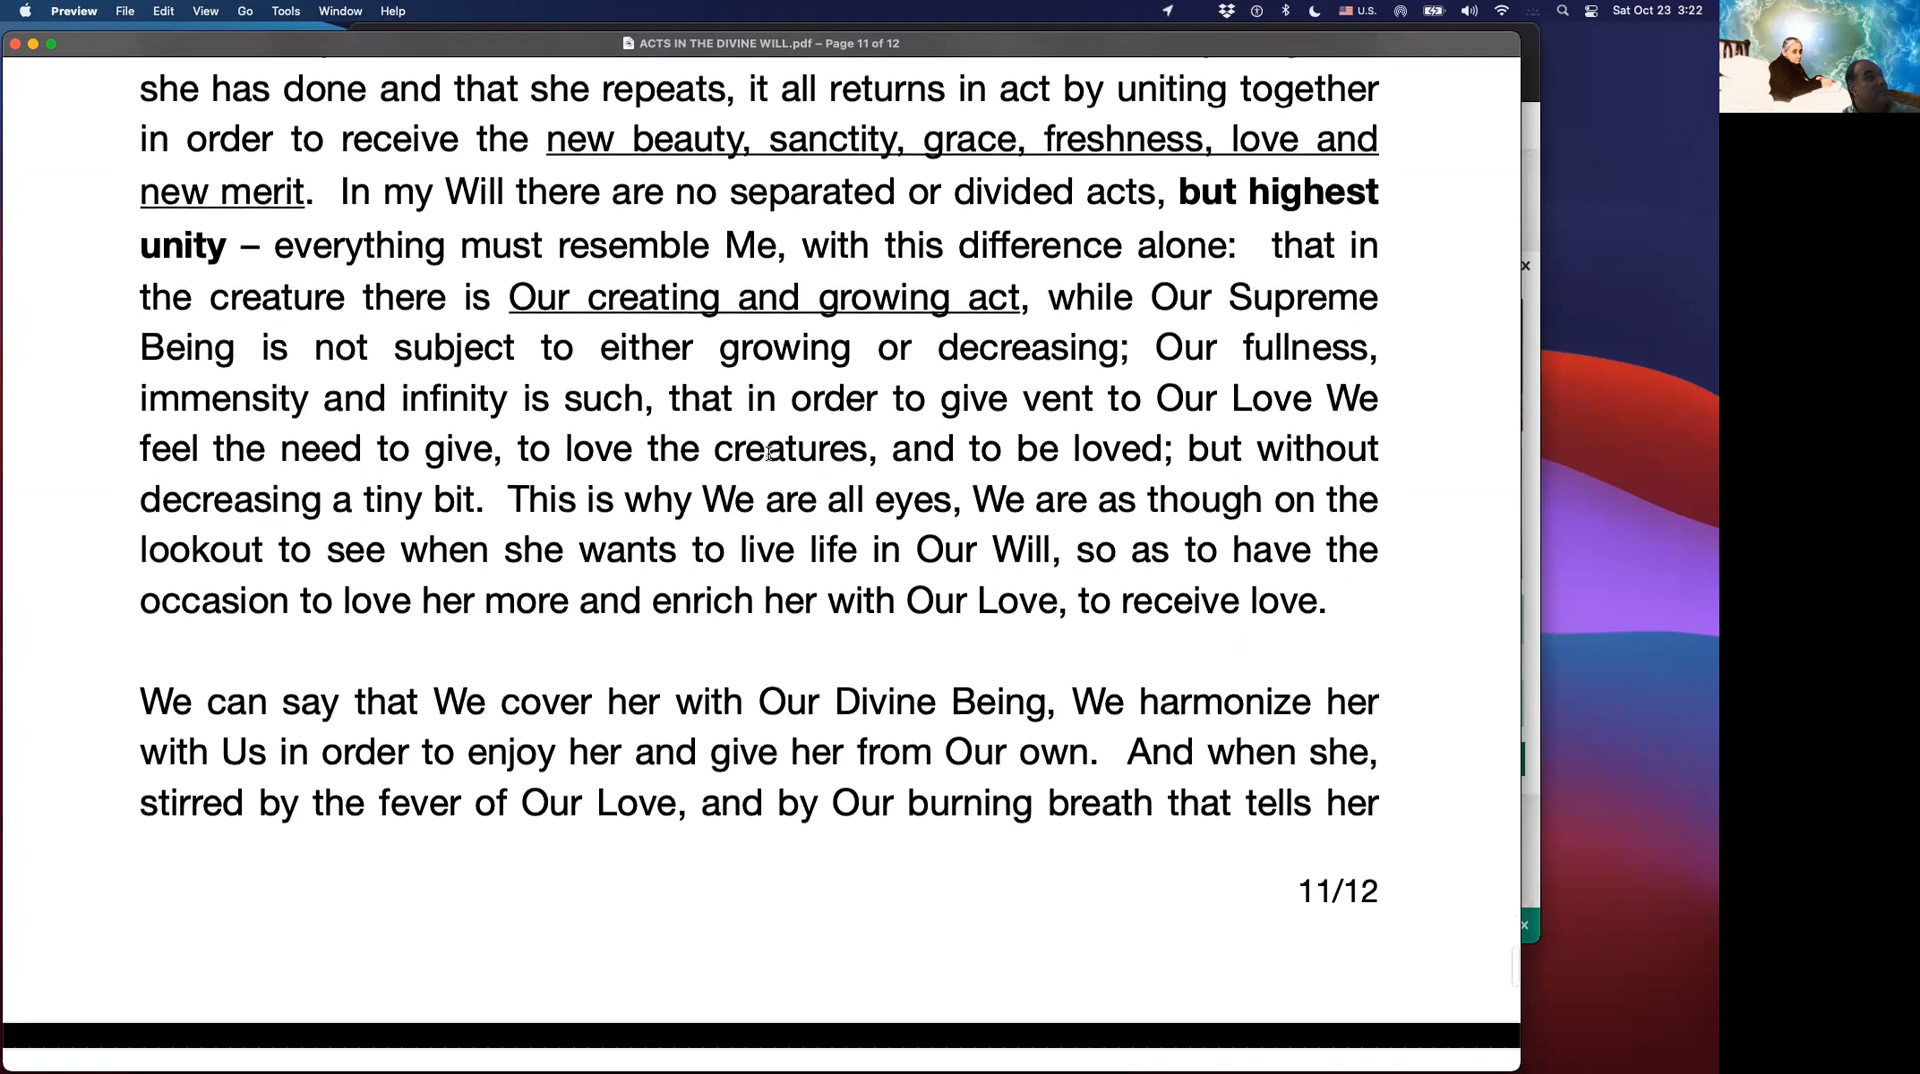 Preview File Edit View Go Tools Window Help U.S. Sat Oct 23 3:22
ACTS IN THE DIVINE WILL.pdf – Page 11 of 12
she has done and that she repeats, it all returns in act by uniting together
in order to receive the new beauty, sanctity, grace, freshness, love and
new merit. In my Will there are no separated or divided acts, but highest
unity – everything must resemble Me, with this difference alone: that in
the creature there is Our creating and growing act, while Our Supreme
Being is not subject to either growing or decreasing; Our fullness,
immensity and infinity is such, that in order to give vent to Our Love We
feel the need to give, to love the creatures, and to be loved; but without
decreasing a tiny bit. This is why We are all eyes, We are as though on the
lookout to see when she wants to live life in Our Will, so as to have the
occasion to love her more and enrich her with Our Love, to receive love.
We can say that We cover her with Our Divine Being, We harmonize her
with Us in order to enjoy her and give her from Our own. And when she,
stirred by the fever of Our Love, and by Our burning breath that tells her
11/12